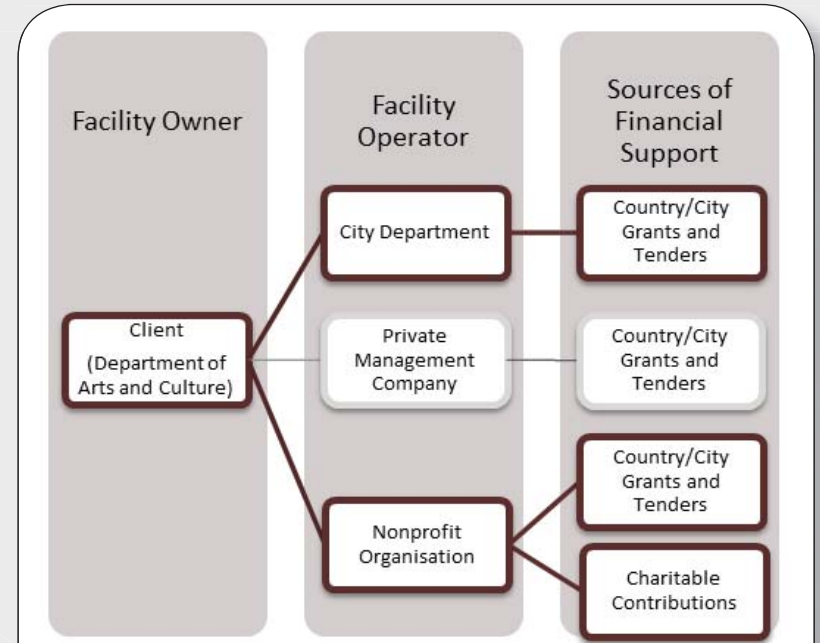 Facility Owner
Facility
Operator
Sources of
Financial
Support
Client
(Department of
Arts and Culture)
City Department
Country/City
Grants and
Tenders
Private
Management
Company
Country/City
Grants and
Tenders
Nonprofit
Organisation
Country/City
Grants and
Tenders
Charitable
Contributions